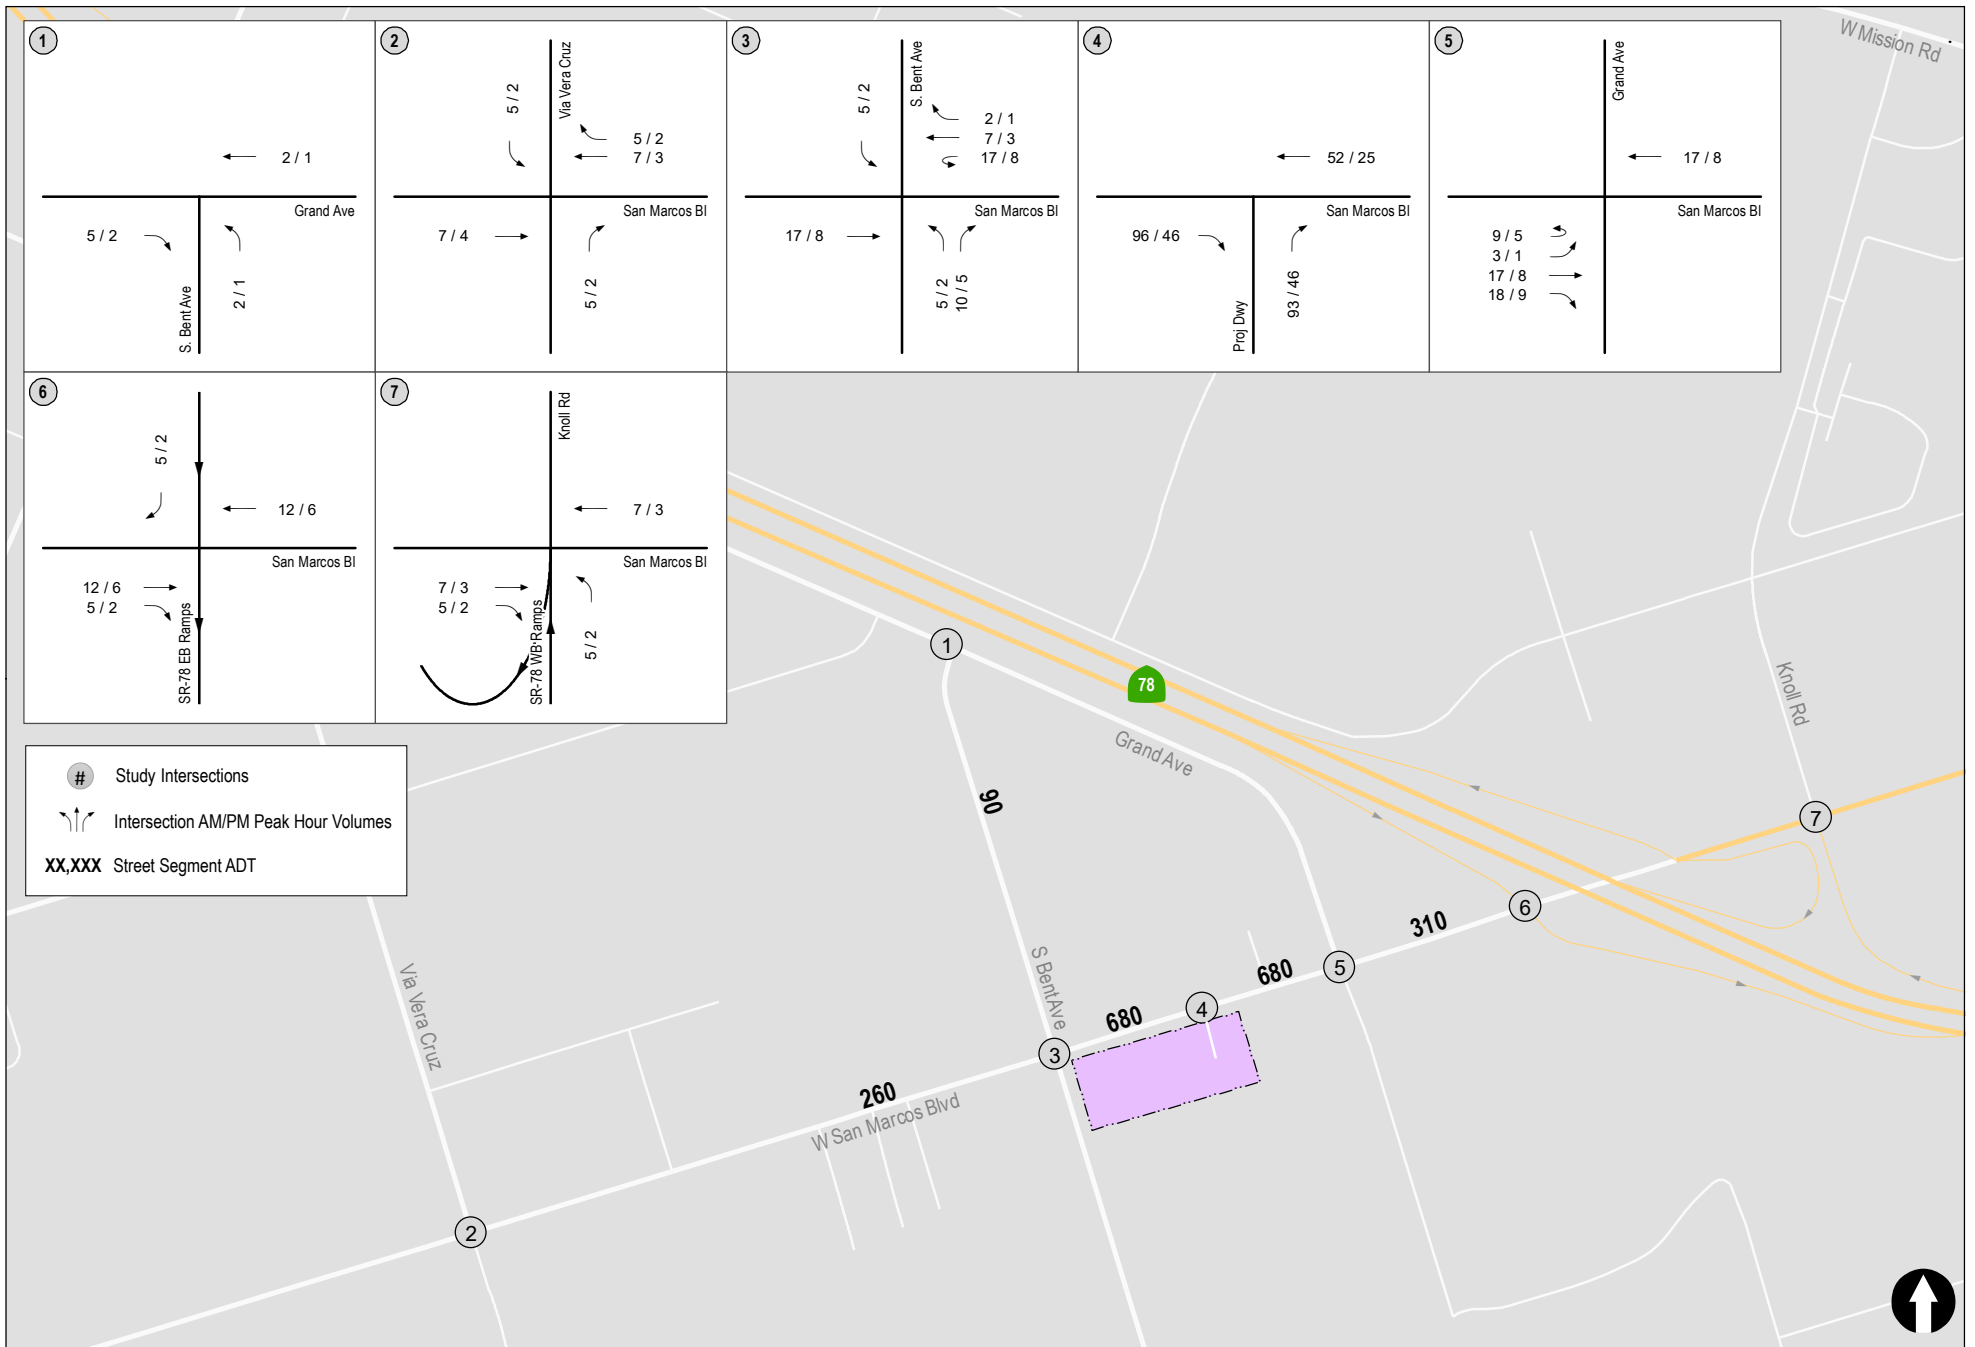 1
2 / 1
Grand Ave
5 / 2
S. Bent Ave
2 / 1
2
5 / 2
Via Vera Cruz
5 / 2
7 / 3
San Marcos Bl
7 / 4
5 / 2
3
5 / 2
S. Bent Ave
2 / 1
7 / 3
17 / 8
San Marcos Bl
17 / 8
5 / 2
10 / 5
4
52 / 25
San Marcos Bl
96 / 46
Proj Dwy
93 / 46
5
Grand Ave
17 / 8
San Marcos Bl
9 / 5
3 / 1
17 / 8
18 / 9
6
5 / 2
12 / 6
San Marcos Bl
12 / 6
5 / 2
SR-78 EB Ramps
7
Knoll Rd
7 / 3
San Marcos Bl
7 / 3
5 / 2
SR-78 WB Ramps
5 / 2
W Mission Rd
# Study Intersections
Intersection AM/PM Peak Hour Volumes
XX,XXX Street Segment ADT
1
78
Grand Ave
Knoll Rd
90
7
6
310
S Bent Ave
5
680
4
680
3
Via Vera Cruz
260
W San Marcos Blvd
2